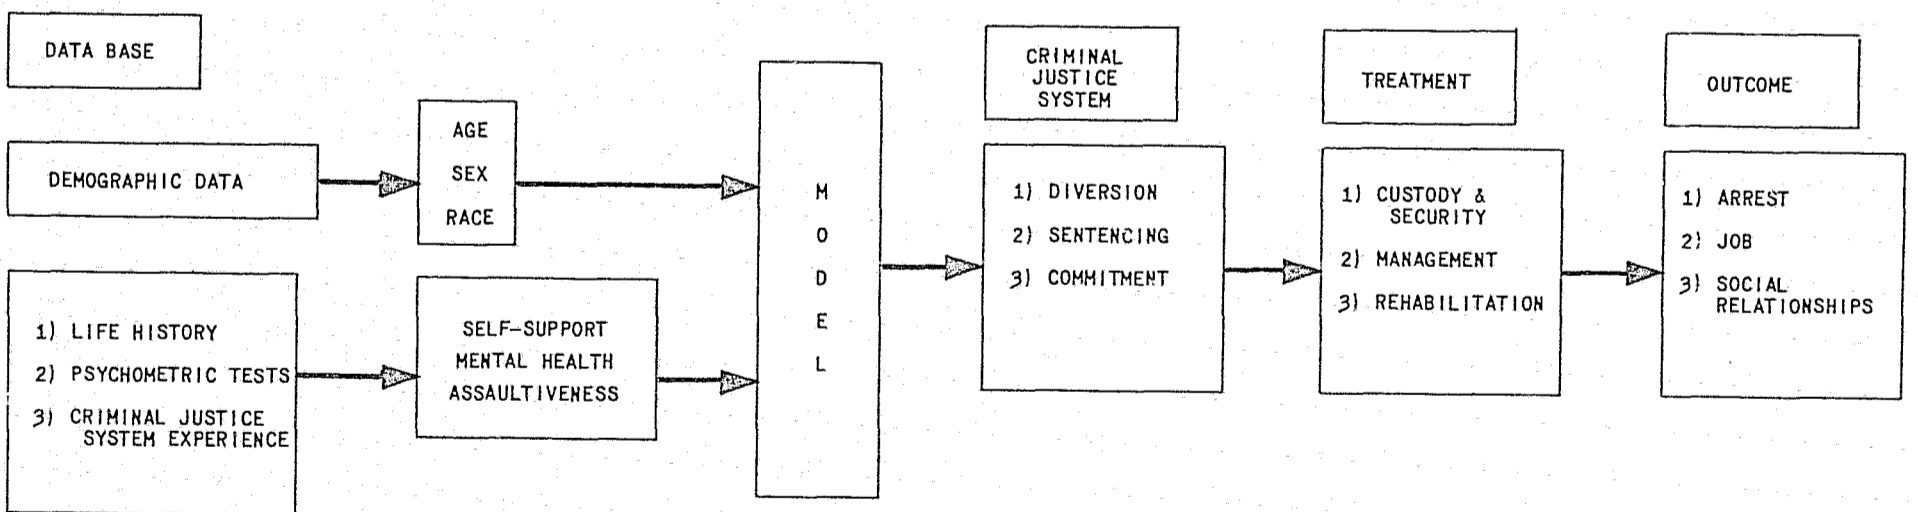 DATA BASE
DEMOGRAPHIC DATA
1) LIFE HISTORY
2) PSYCHOMETRIC TESTS
3) CRIMINAL JUSTICE
SYSTEM EXPERIENCE
AGE
SEX
RACE
SELF-SUPPORT
MENTAL HEALTH
ASSAULTIVENESS
M
O
D
E
L
CRIMINAL
JUSTICE
SYSTEM
1) DIVERSION
2) SENTENCING
3) COMMITMENT
TREATMENT
1) CUSTODY &
SECURITY
2) MANAGEMENT
3) REHABILITATION
OUTCOME
1) ARREST
2) JOB
3) SOCIAL
RELATIONSHIPS